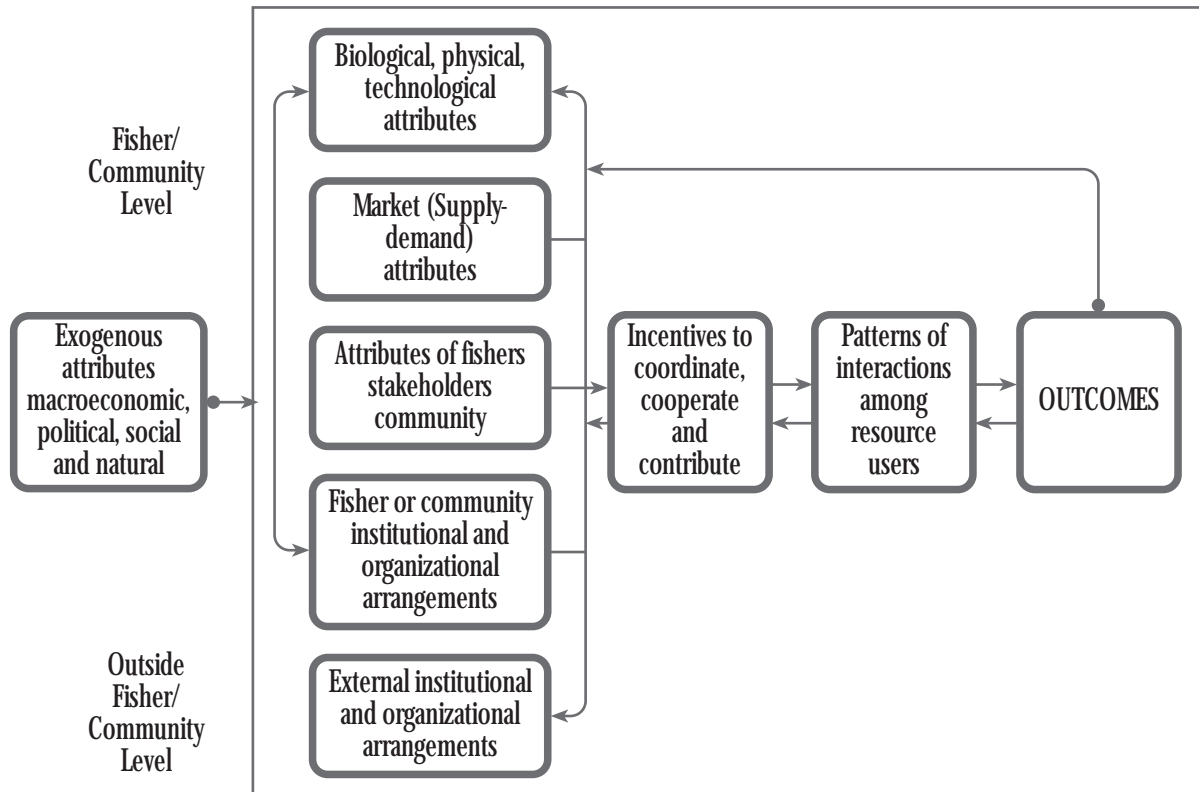 Biological, physical,
technological
attributes
Fisher/
Community
Level
Market (Supply-
demand)
attributes
Exogenous
attributes
macroeconomic,
political, social
and natural
Attributes of fishers
stakeholders
community
Incentives to
coordinate,
cooperate
and
contribute
Patterns of
interactions
among
resource
users
OUTCOMES
Fisher or community
institutional and
organizational
arrangements
Outside
Fisher/
Community
Level
External institutional
and organizational
arrangements